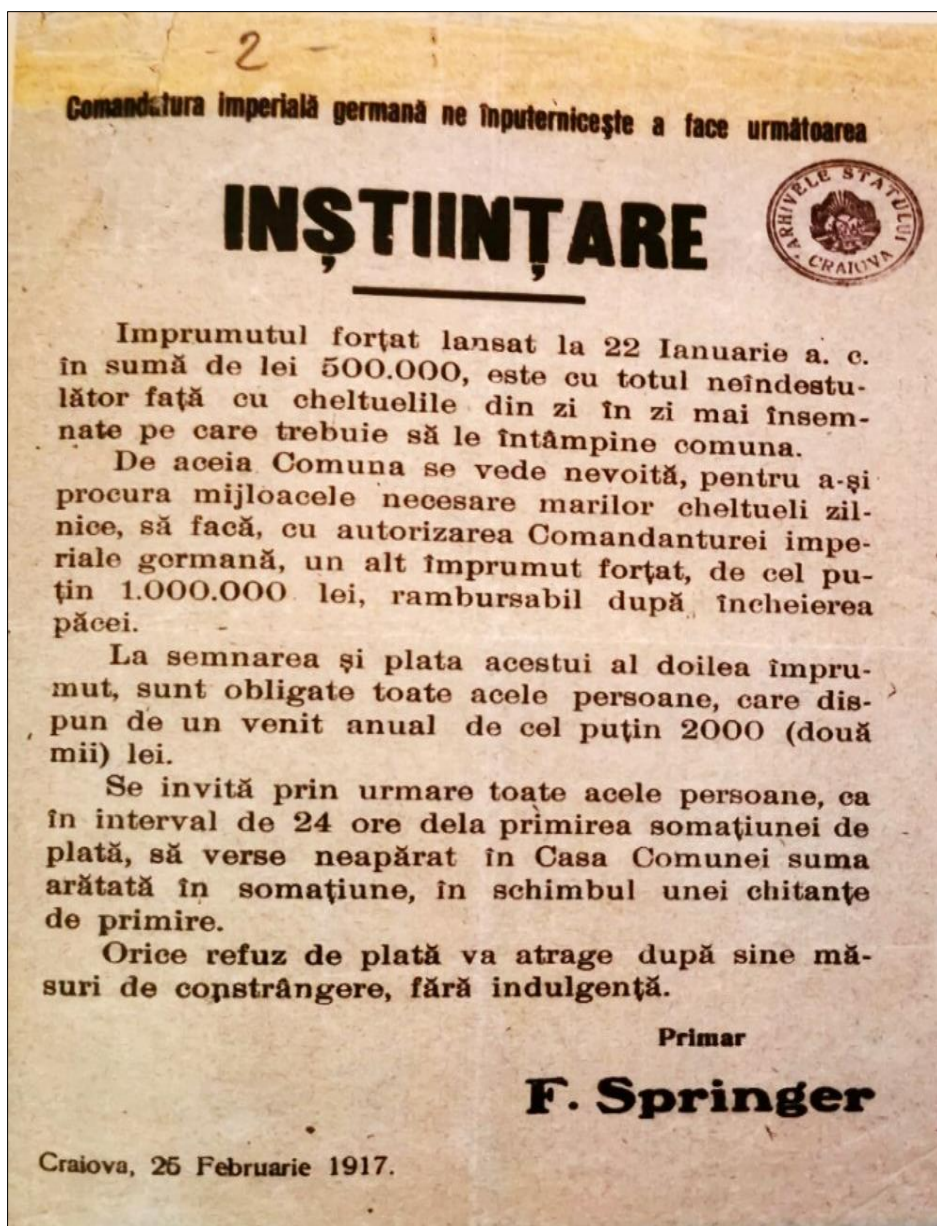 2
Comandatura imperială germană ne înputernicește a face următoarea
INȘTIINȚARE
ARHIVELE STATULUI
CRAIOVA
Imprumutul forțat lansat la 22 Ianuarie a. c.
în sumă de lei 500.000, este cu totul neîndestu-
lător față cu cheltuelile din zi în zi mai însem-
nate pe care trebuie să le întâmpine comuna.
De aceia Comuna se vede nevoită, pentru a-și
procura mijloacele necesare marilor cheltueli zil-
nice, să facă, cu autorizarea Comandanturei impe-
riale gormană, un alt împrumut forțat, de cel pu-
țin 1.000.000 lei, rambursabil după încheierea
păcei.
La semnarea și plata acestui al doilea împru-
mut, sunt obligate toate acele persoane, care dis-
pun de un venit anual de cel puțin 2000 (două
mii) lei.
Se invită prin urmare toate acele persoane, ca
în interval de 24 ore dela primirea somațiunei de
plată, să verse neapărat în Casa Comunei suma
arătată în somațiune, în schimbul unei chitanțe
de primire.
Orice refuz de plată va atrage după sine mă-
suri de constrângere, fără indulgență.
Primar
F. Springer
Craiova, 25 Februarie 1917.